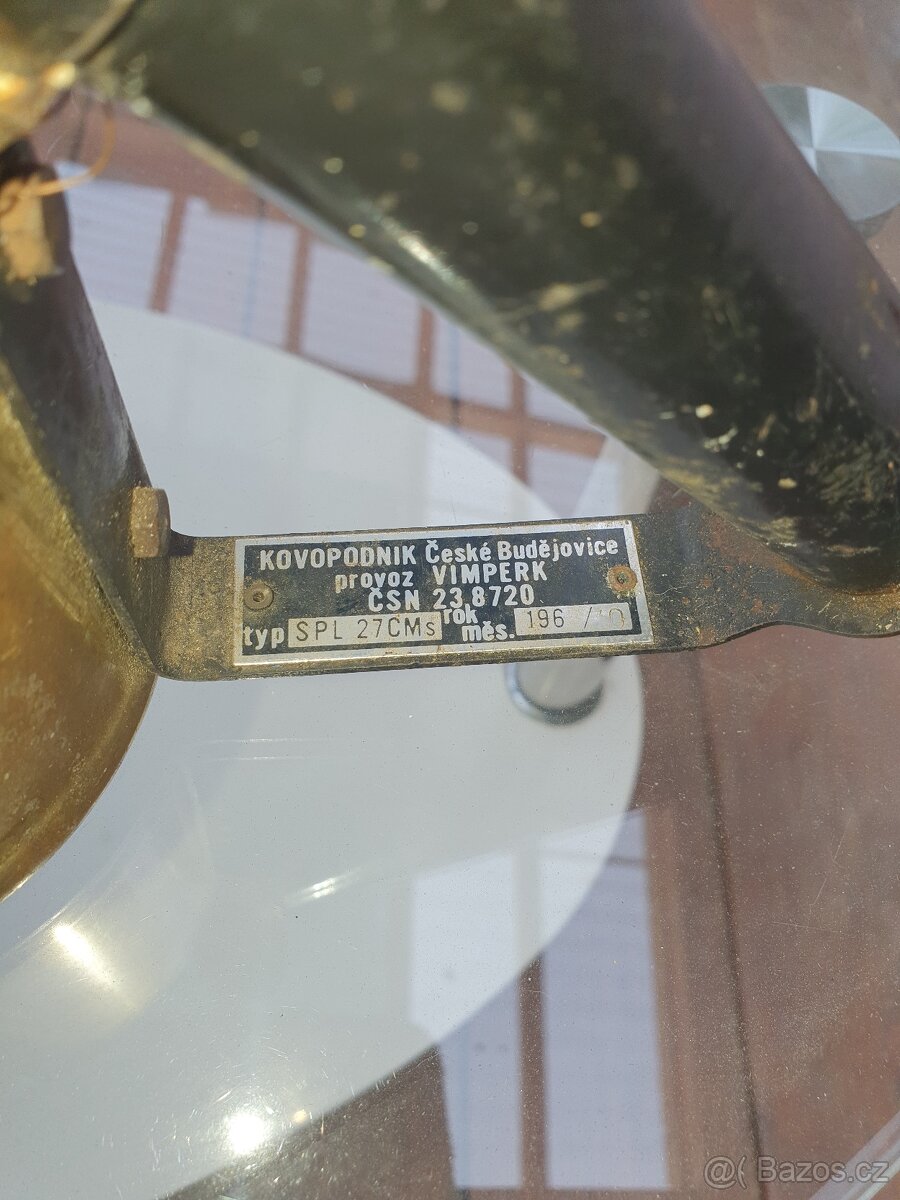 KOVOPODNIK České Budějovice
provoz VIMPERK
ČSN 23 8720
typ SPL 27CMs rok měs. 196 /
@( Bazos.cz